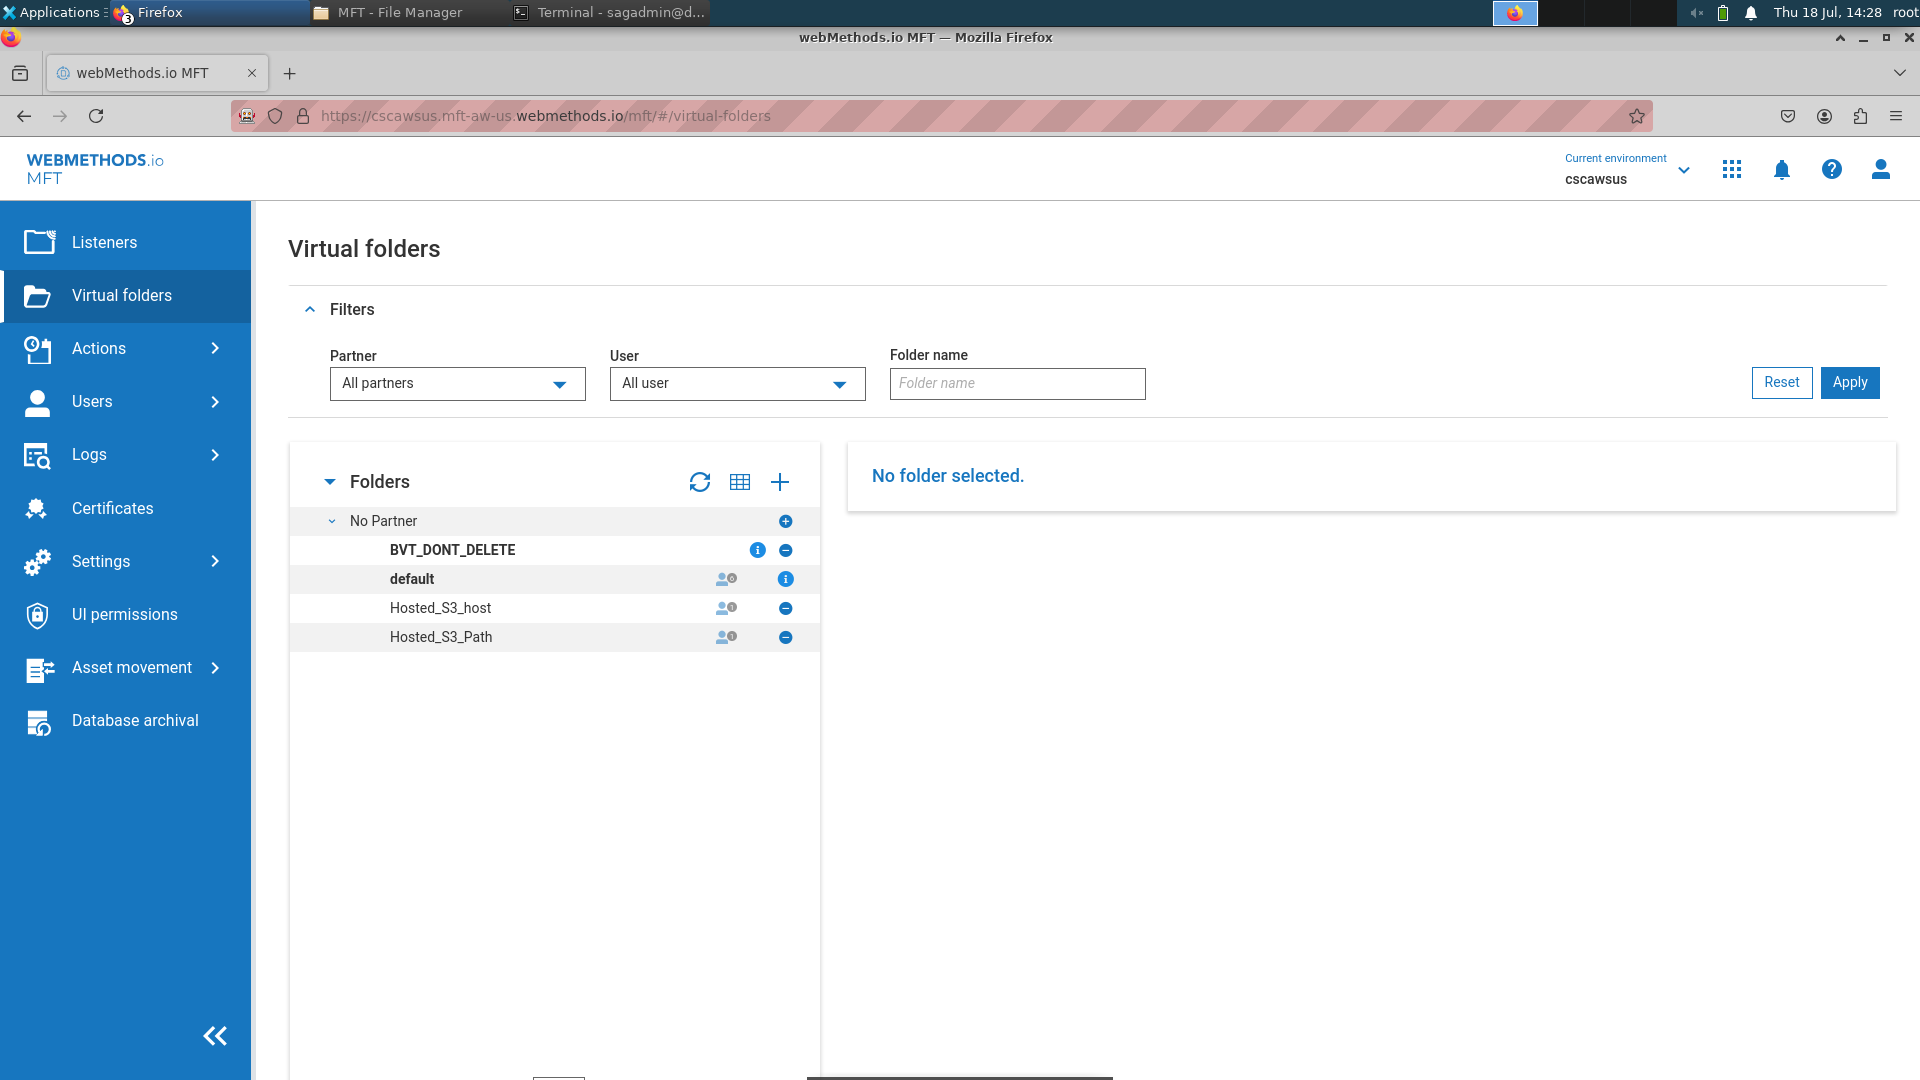 Applications
3
Firefox
MFT - File Manager
Terminal - sagadmin@d...
Thu 18 Jul, 14:28
root
webMethods.io MFT — Mozilla Firefox
webMethods.io MFT
https://cscawsus.mft-aw-us.webmethods.io/mft/#/virtual-folders
WEBMETHODS.io
MFT
Current environment
cscawsus
Listeners
Virtual folders
Actions
Users
Logs
Certificates
Settings
UI permissions
Asset movement
Database archival
Virtual folders
Filters
Partner
All partners
User
All user
Folder name
Folder name
Reset
Apply
Folders
No Partner
BVT_DONT_DELETE
default
Hosted_S3_host
1
Hosted_S3_Path
1
No folder selected.